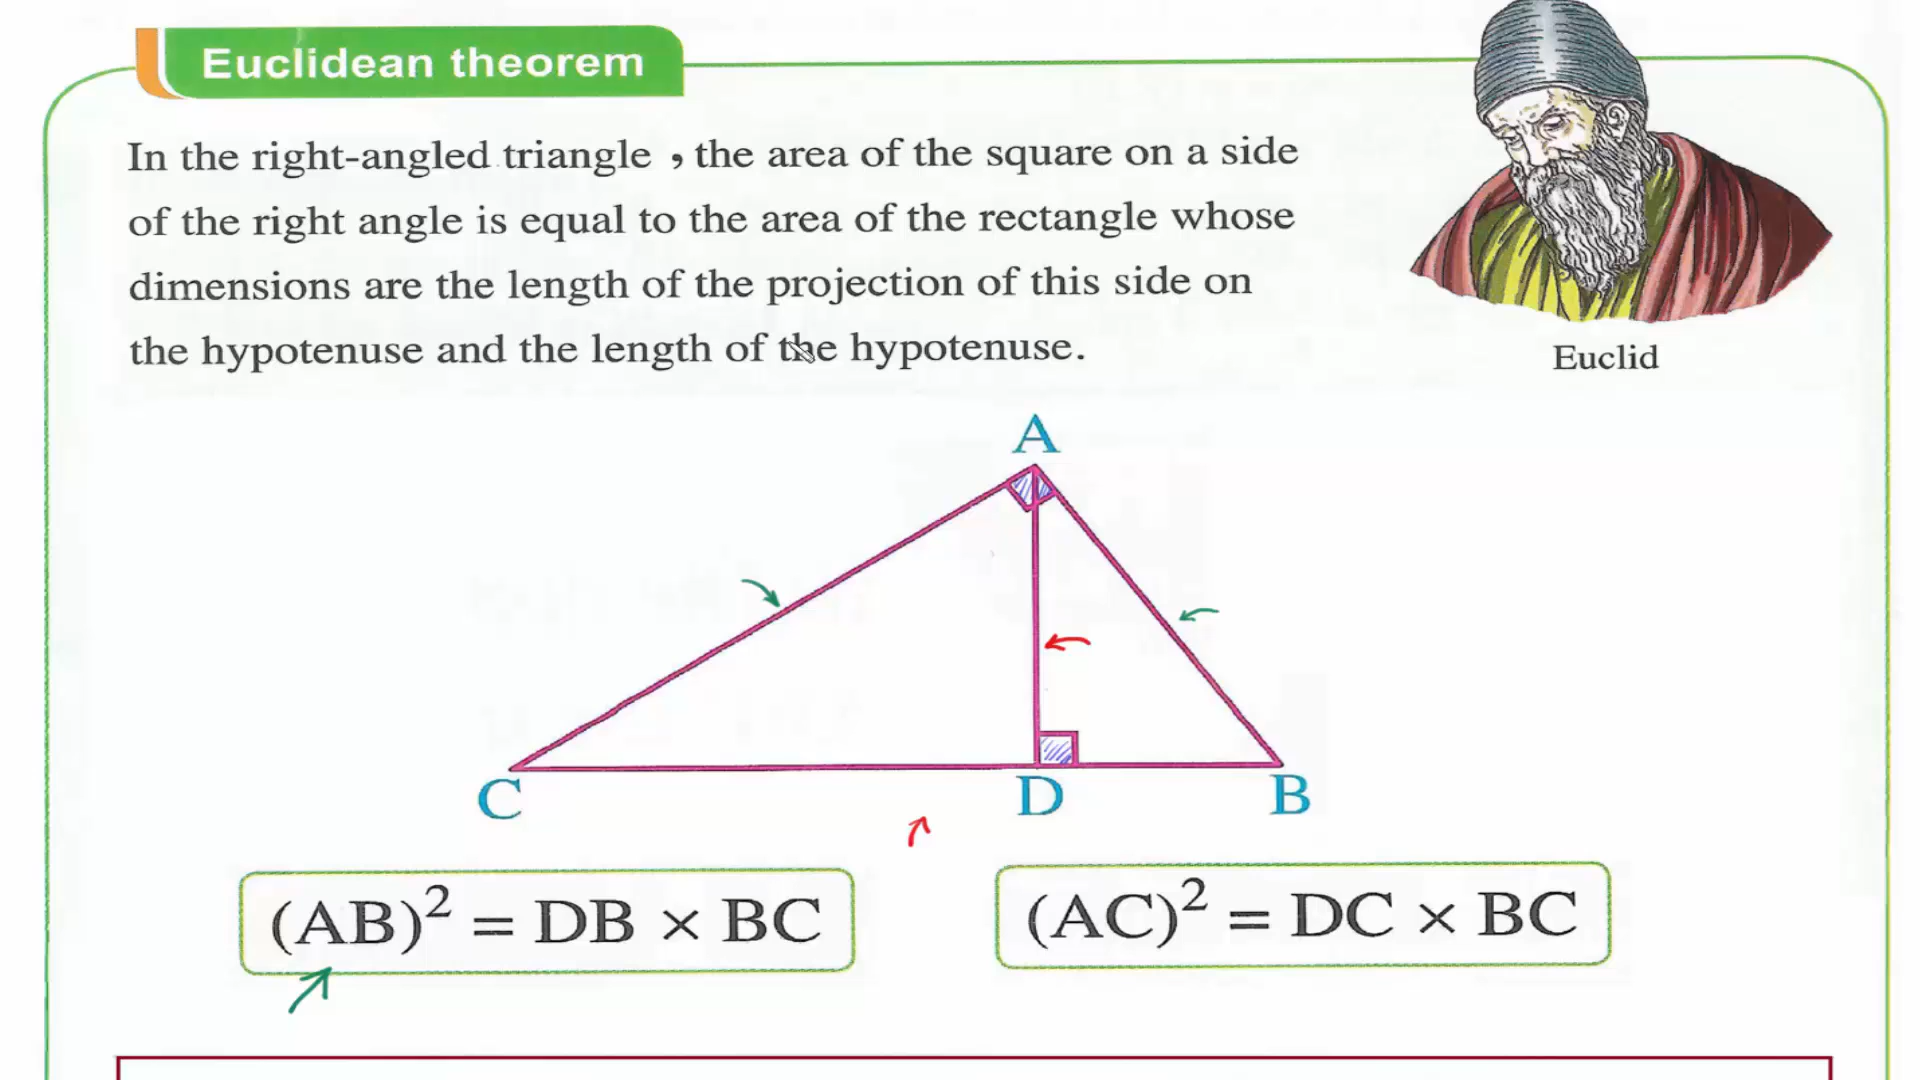 Euclidean theorem
In the right-angled triangle , the area of the square on a side
of the right angle is equal to the area of the rectangle whose
dimensions are the length of the projection of this side on
the hypotenuse and the length of the hypotenuse.
Euclid
A
C
D
B
(AB)² = DB × BC
(AC)² = DC × BC